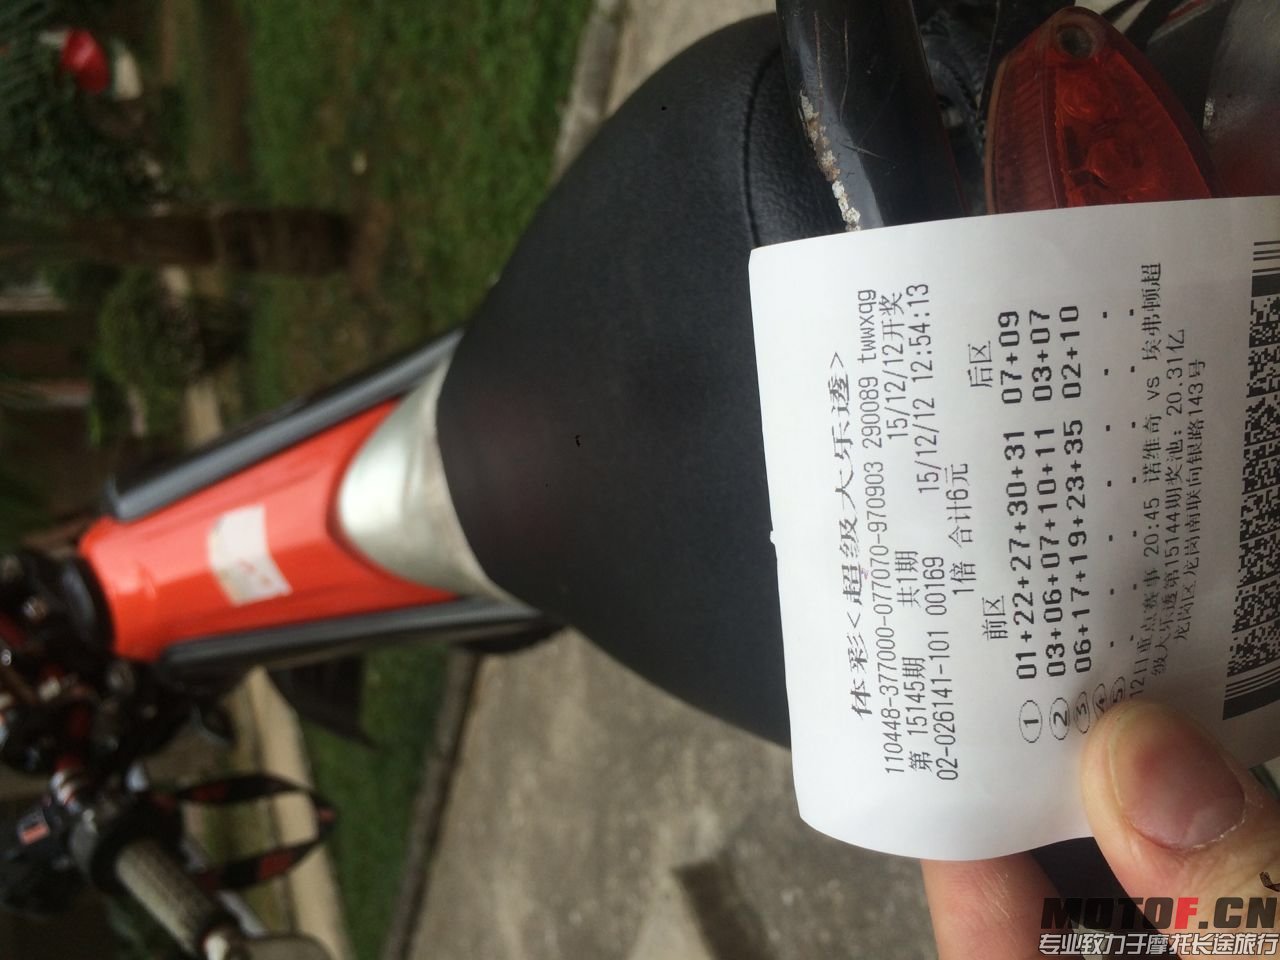 体彩<超级大乐透>
110448-377000-077070-970903 290089 twwxqg
第 15145期 共1期 15/12/12开奖
02-026141-101 00169 15/12/12 12:54:13
1倍 合计6元
前区 后区
① 01+22+27+30+31 07+09
② 03+06+07+10+11 03+07
③ 06+17+19+23+35 02+10
④
⑤
12日重点赛事 20:45 诺维奇 vs 埃弗顿超
级大乐透第15144期奖池: 20.31亿
龙岗区龙岗南联向银路143号
MOTOF.CN
专业致力于摩托长途旅行